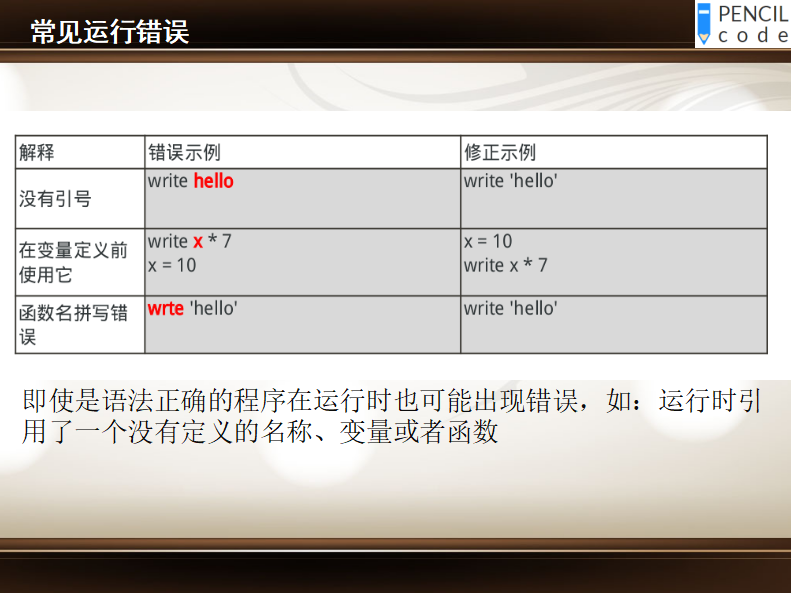 常见运行错误
PENCIL
code
解释 错误示例 修正示例
没有引号 write hello write 'hello'
在变量定义前 write x * 7 x = 10
使用它 x = 10 write x * 7
函数名拼写错 wrte 'hello' write 'hello'
误
即使是语法正确的程序在运行时也可能出现错误，如：运行时引
用了一个没有定义的名称、变量或者函数